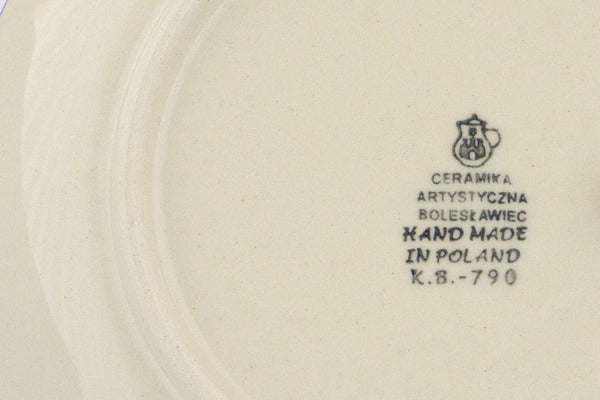 CERAMIKA
ARTYSTYCZNA
BOLESŁAWIEC
HAND MADE
IN POLAND
K.B.-790